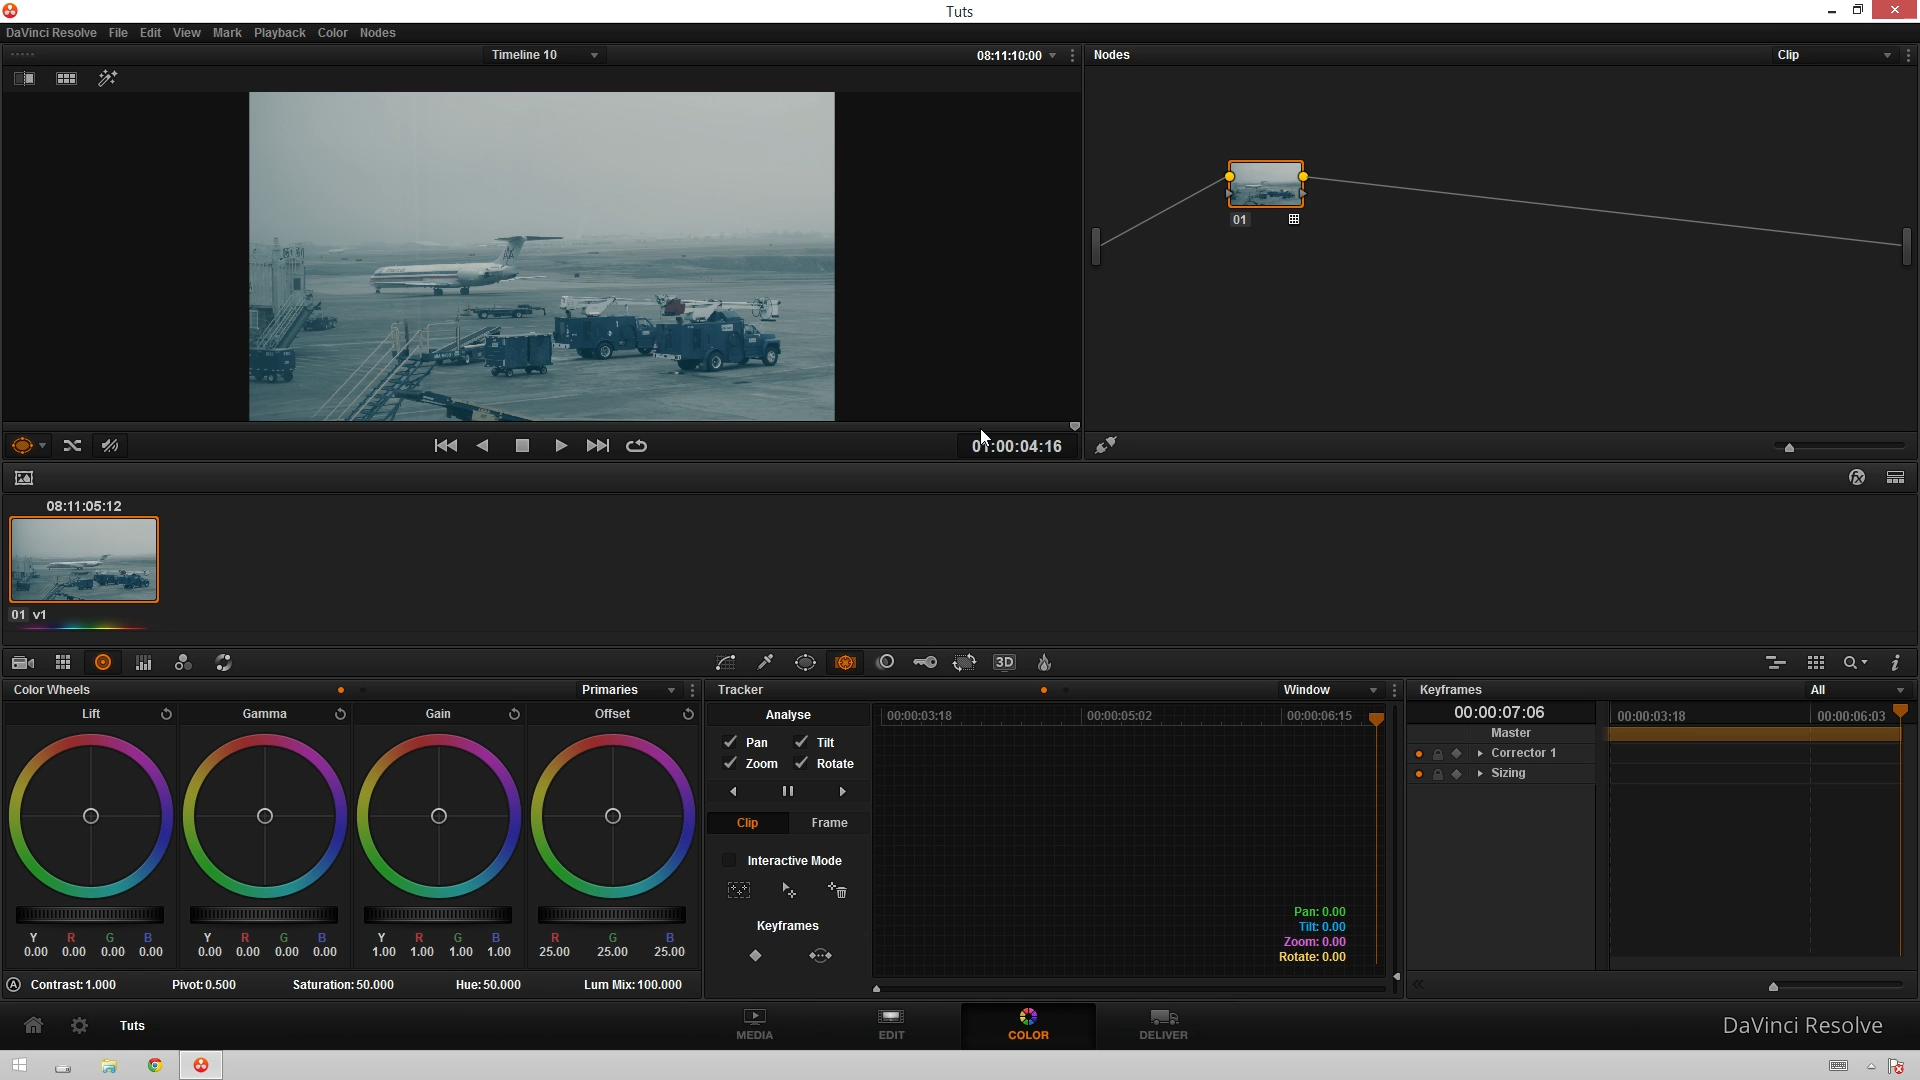 Tuts
DaVinci Resolve File Edit View Mark Playback Color Nodes
Timeline 10 08:11:10:00 Nodes Clip
01
01:00:04:16
08:11:05:12
01 v1
3D
Color Wheels Primaries Tracker Window Keyframes All
Lift Gamma Gain Offset
Analyse
Pan Tilt
Zoom Rotate
Clip Frame
Interactive Mode
Keyframes
00:00:03:18 00:00:05:02 00:00:06:15
Pan: 0.00
Tilt: 0.00
Zoom: 0.00
Rotate: 0.00
00:00:07:06 00:00:03:18 00:00:06:03
Master
Corrector 1
Sizing
Y R G B Y R G B Y R G B R G B
0.00 0.00 0.00 0.00 0.00 0.00 0.00 0.00 1.00 1.00 1.00 1.00 25.00 25.00 25.00
A Contrast: 1.000 Pivot: 0.500 Saturation: 50.000 Hue: 50.000 Lum Mix: 100.000
Tuts MEDIA EDIT COLOR DELIVER DaVinci Resolve